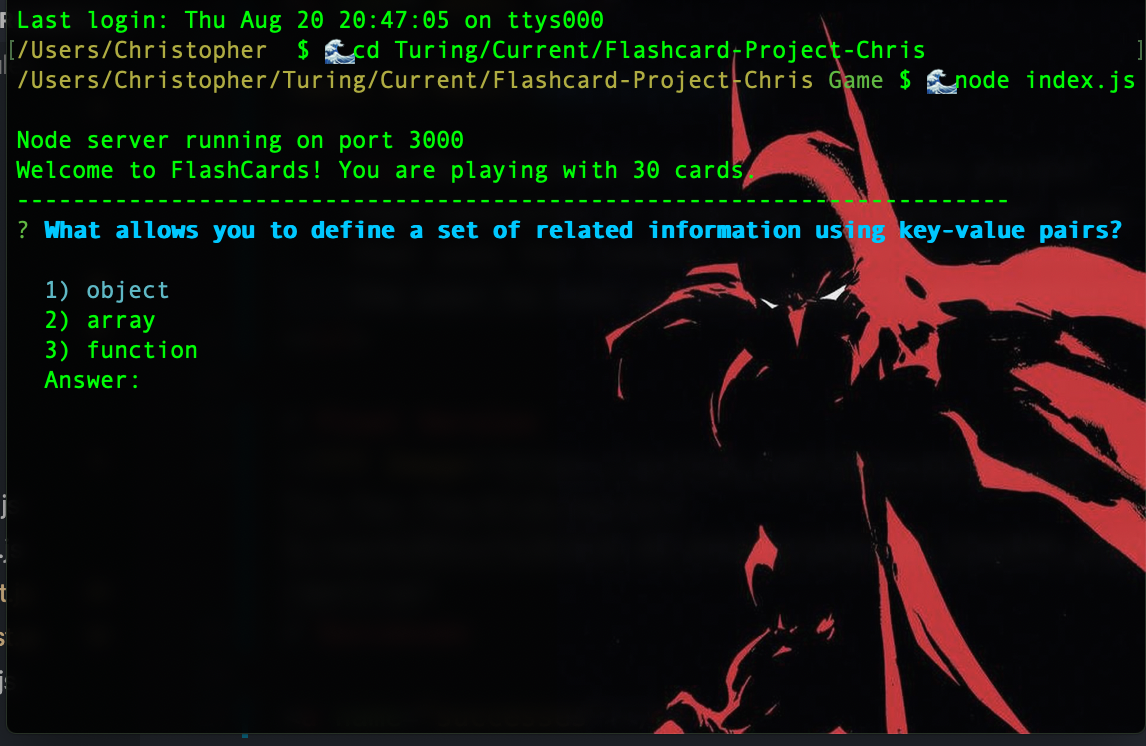 Last login: Thu Aug 20 20:47:05 on ttys000
[/Users/Christopher  $ 🌊cd Turing/Current/Flashcard-Project-Chris ]
/Users/Christopher/Turing/Current/Flashcard-Project-Chris Game $ 🌊node index.js
Node server running on port 3000
Welcome to FlashCards! You are playing with 30 cards.
-----------------------------------------------------------------------
? What allows you to define a set of related information using key-value pairs?
1) object
2) array
3) function
Answer: